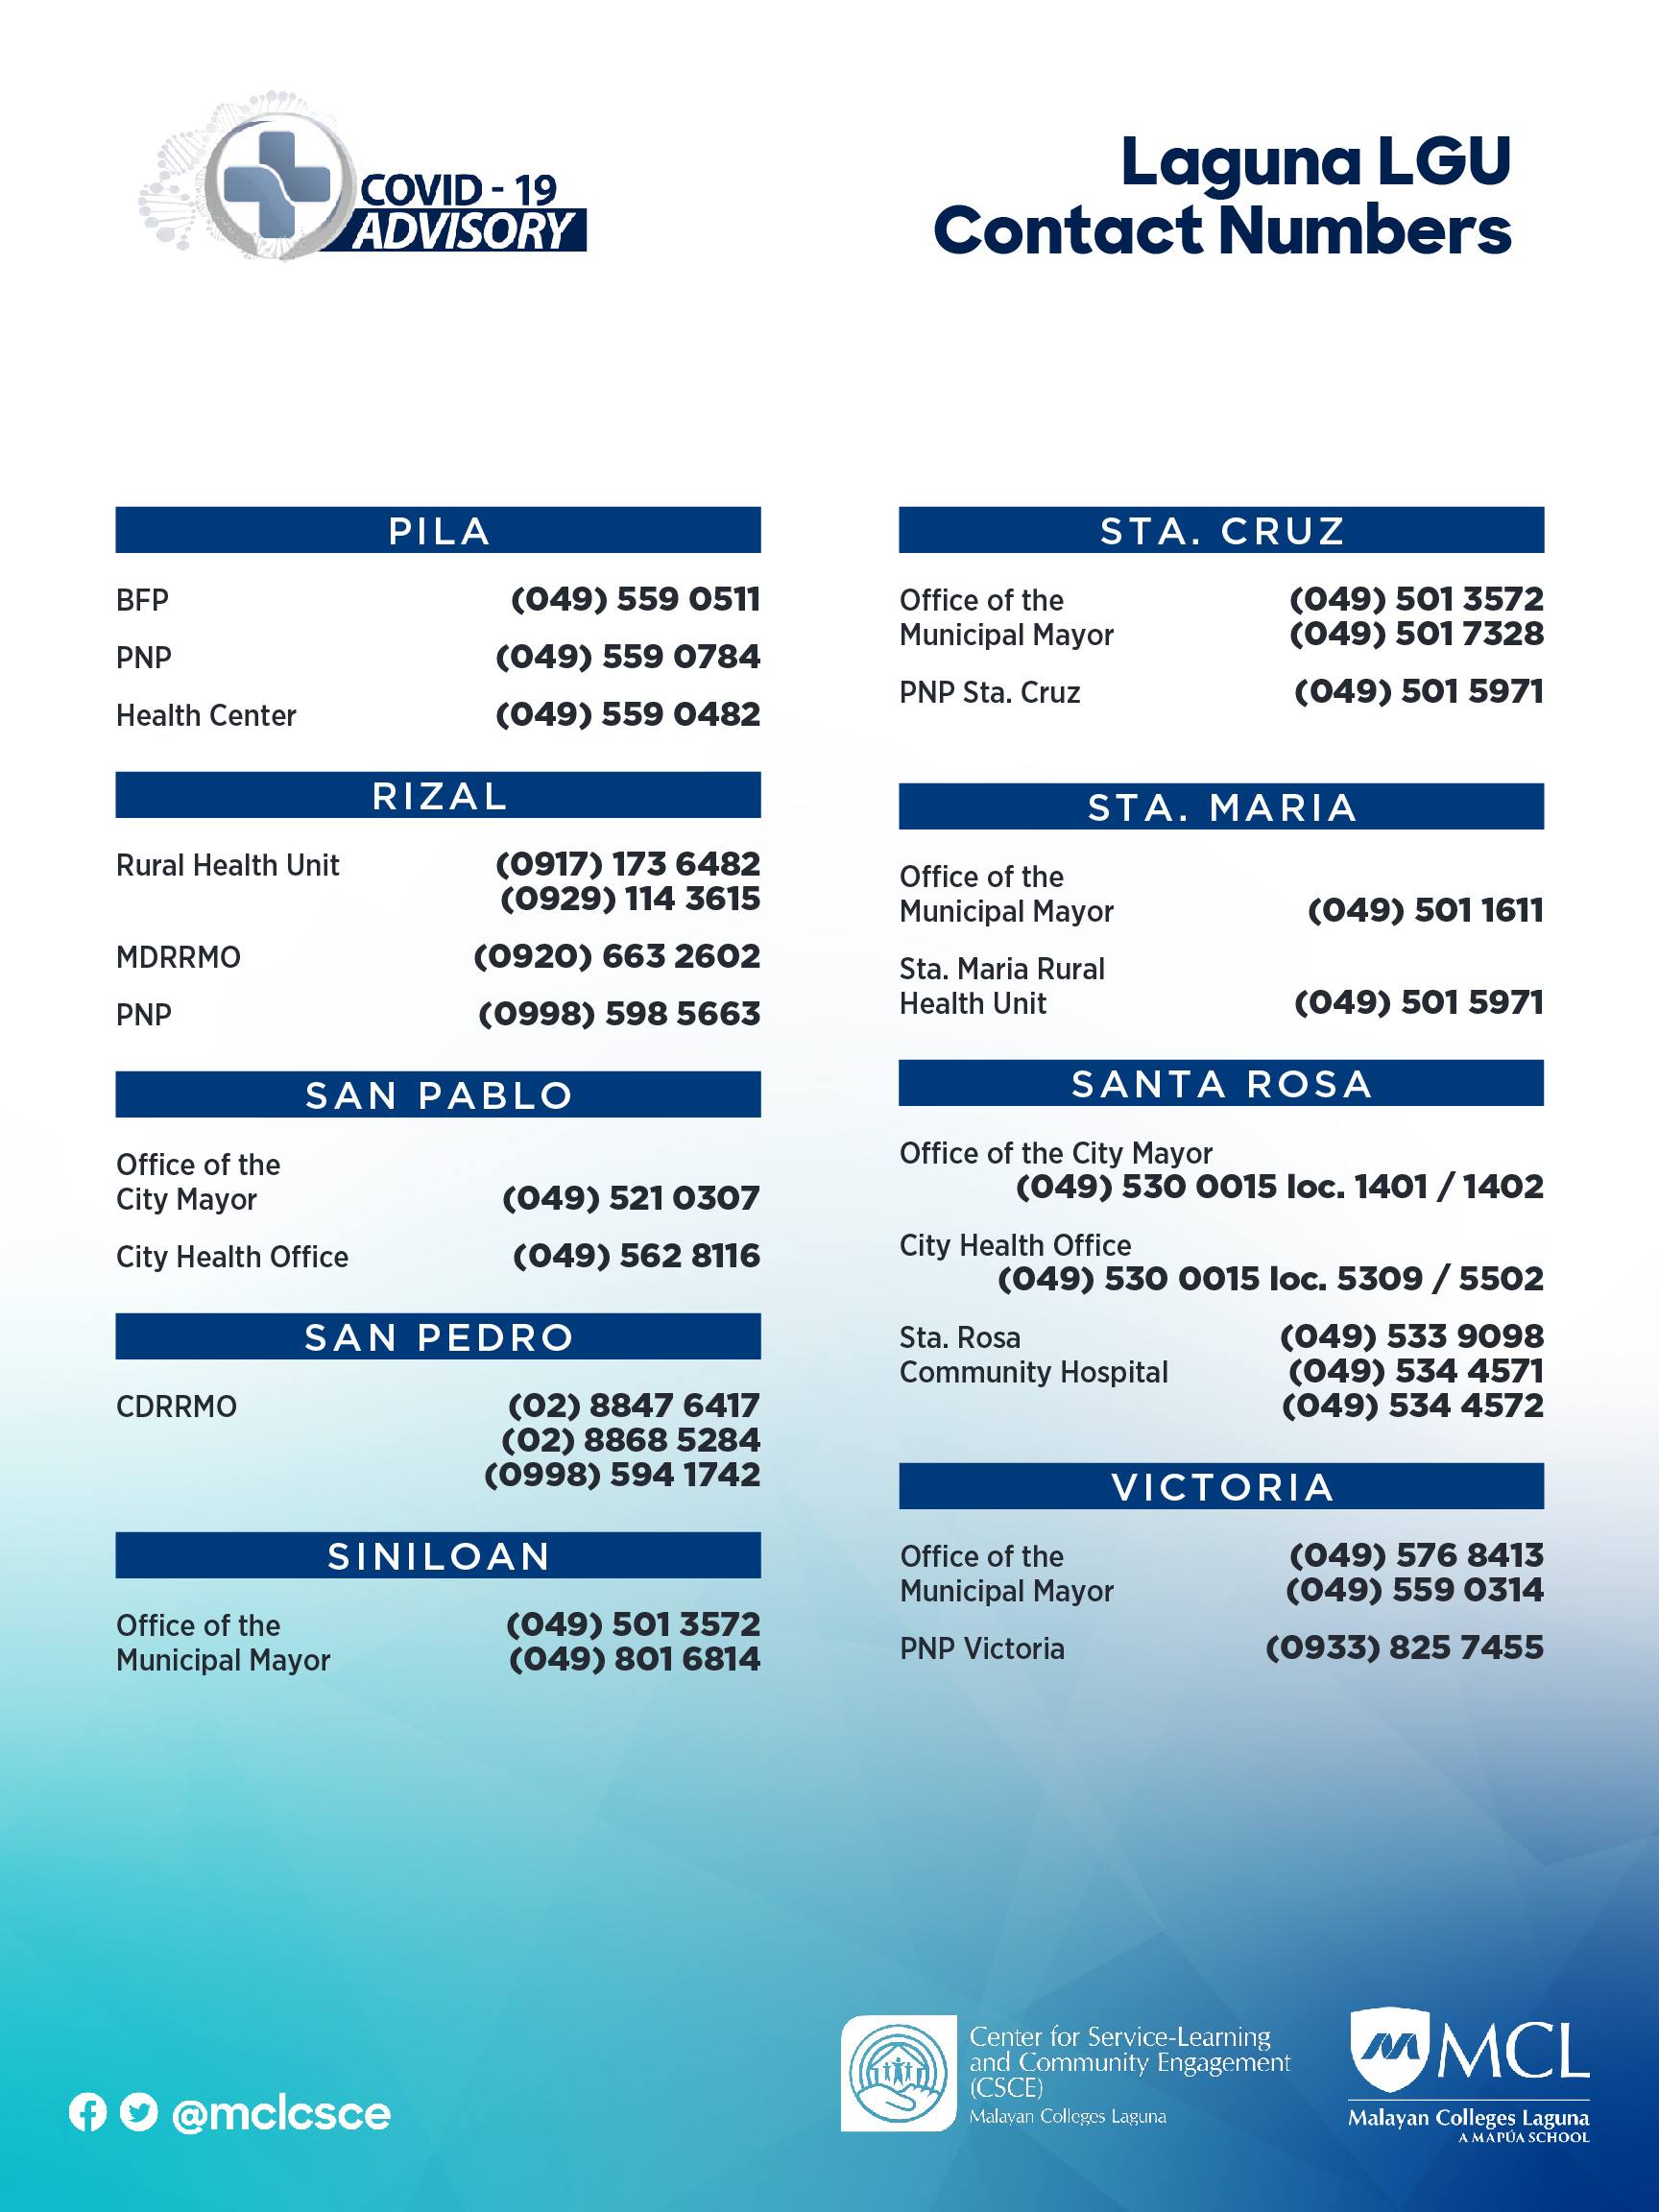 COVID - 19
ADVISORY
Laguna LGU
Contact Numbers
PILA
BFP (049) 559 0511
PNP (049) 559 0784
Health Center (049) 559 0482
RIZAL
Rural Health Unit (0917) 173 6482
(0929) 114 3615
MDRRMO (0920) 663 2602
PNP (0998) 598 5663
SAN PABLO
Office of the
City Mayor (049) 521 0307
City Health Office (049) 562 8116
SAN PEDRO
CDRRMO (02) 8847 6417
(02) 8868 5284
(0998) 594 1742
SINILOAN
Office of the (049) 501 3572
Municipal Mayor (049) 801 6814
STA. CRUZ
Office of the (049) 501 3572
Municipal Mayor (049) 501 7328
PNP Sta. Cruz (049) 501 5971
STA. MARIA
Office of the
Municipal Mayor (049) 501 1611
Sta. Maria Rural
Health Unit (049) 501 5971
SANTA ROSA
Office of the City Mayor
(049) 530 0015 loc. 1401 / 1402
City Health Office
(049) 530 0015 loc. 5309 / 5502
Sta. Rosa (049) 533 9098
Community Hospital (049) 534 4571
(049) 534 4572
VICTORIA
Office of the (049) 576 8413
Municipal Mayor (049) 559 0314
PNP Victoria (0933) 825 7455
@mclcsce
Center for Service-Learning
and Community Engagement
(CSCE)
Malayan Colleges Laguna
MCL
Malayan Colleges Laguna
A MAPÚA SCHOOL